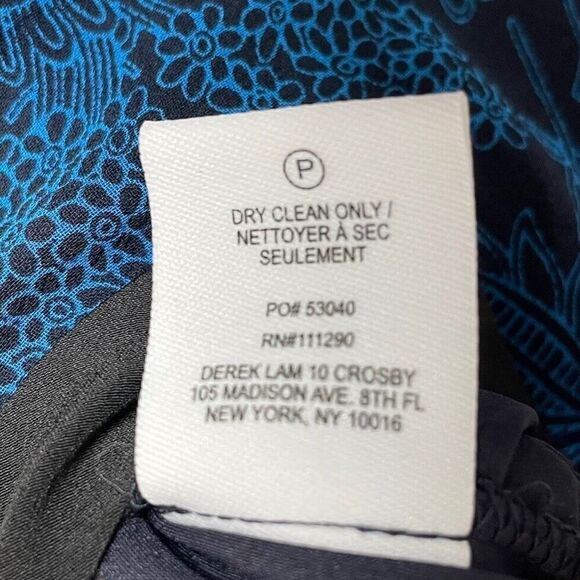 P
DRY CLEAN ONLY /
NETTOYER À SEC
SEULEMENT
PO# 53040
RN#111290
DEREK LAM 10 CROSBY
105 MADISON AVE. 8TH FL
NEW YORK, NY 10016